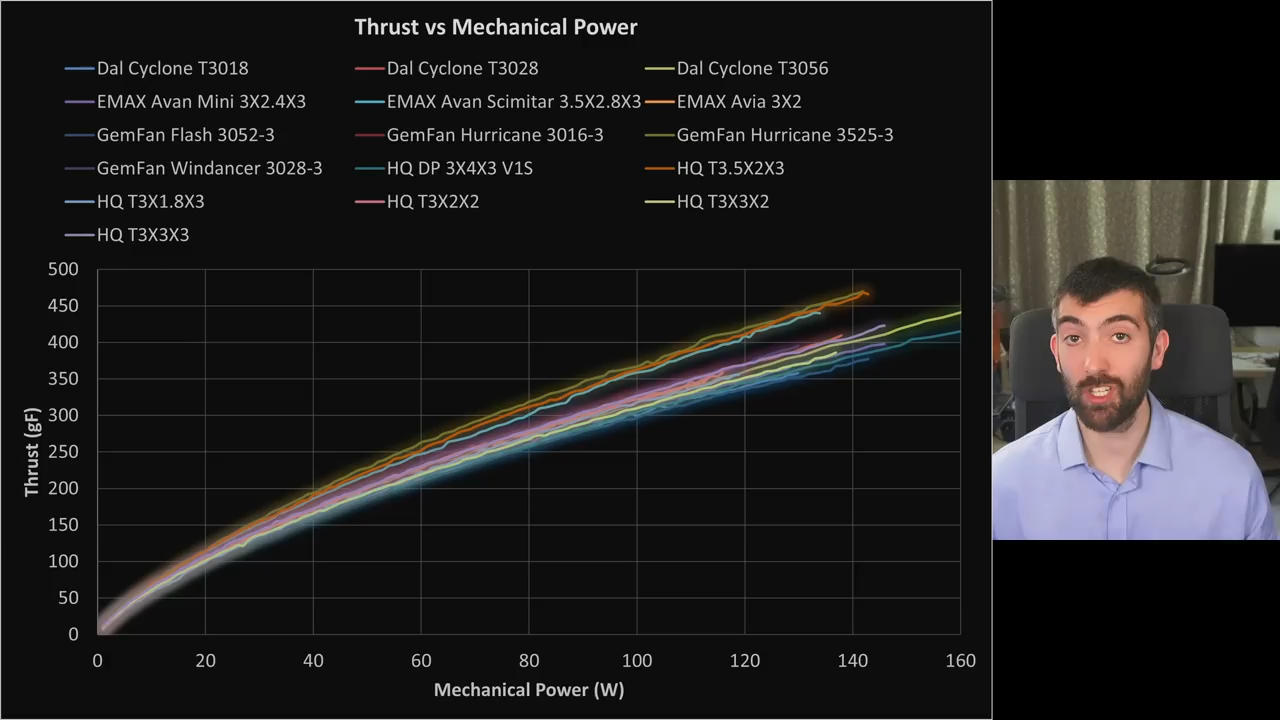 Thrust vs Mechanical Power
Dal Cyclone T3018 Dal Cyclone T3028 Dal Cyclone T3056
EMAX Avan Mini 3X2.4X3 EMAX Avan Scimitar 3.5X2.8X3 EMAX Avia 3X2
GemFan Flash 3052-3 GemFan Hurricane 3016-3 GemFan Hurricane 3525-3
GemFan Windancer 3028-3 HQ DP 3X4X3 V1S HQ T3.5X2X3
HQ T3X1.8X3 HQ T3X2X2 HQ T3X3X2
HQ T3X3X3
500
450
400
350
300
250
200
150
100
50
0
Thrust (gF)
0 20 40 60 80 100 120 140 160
Mechanical Power (W)